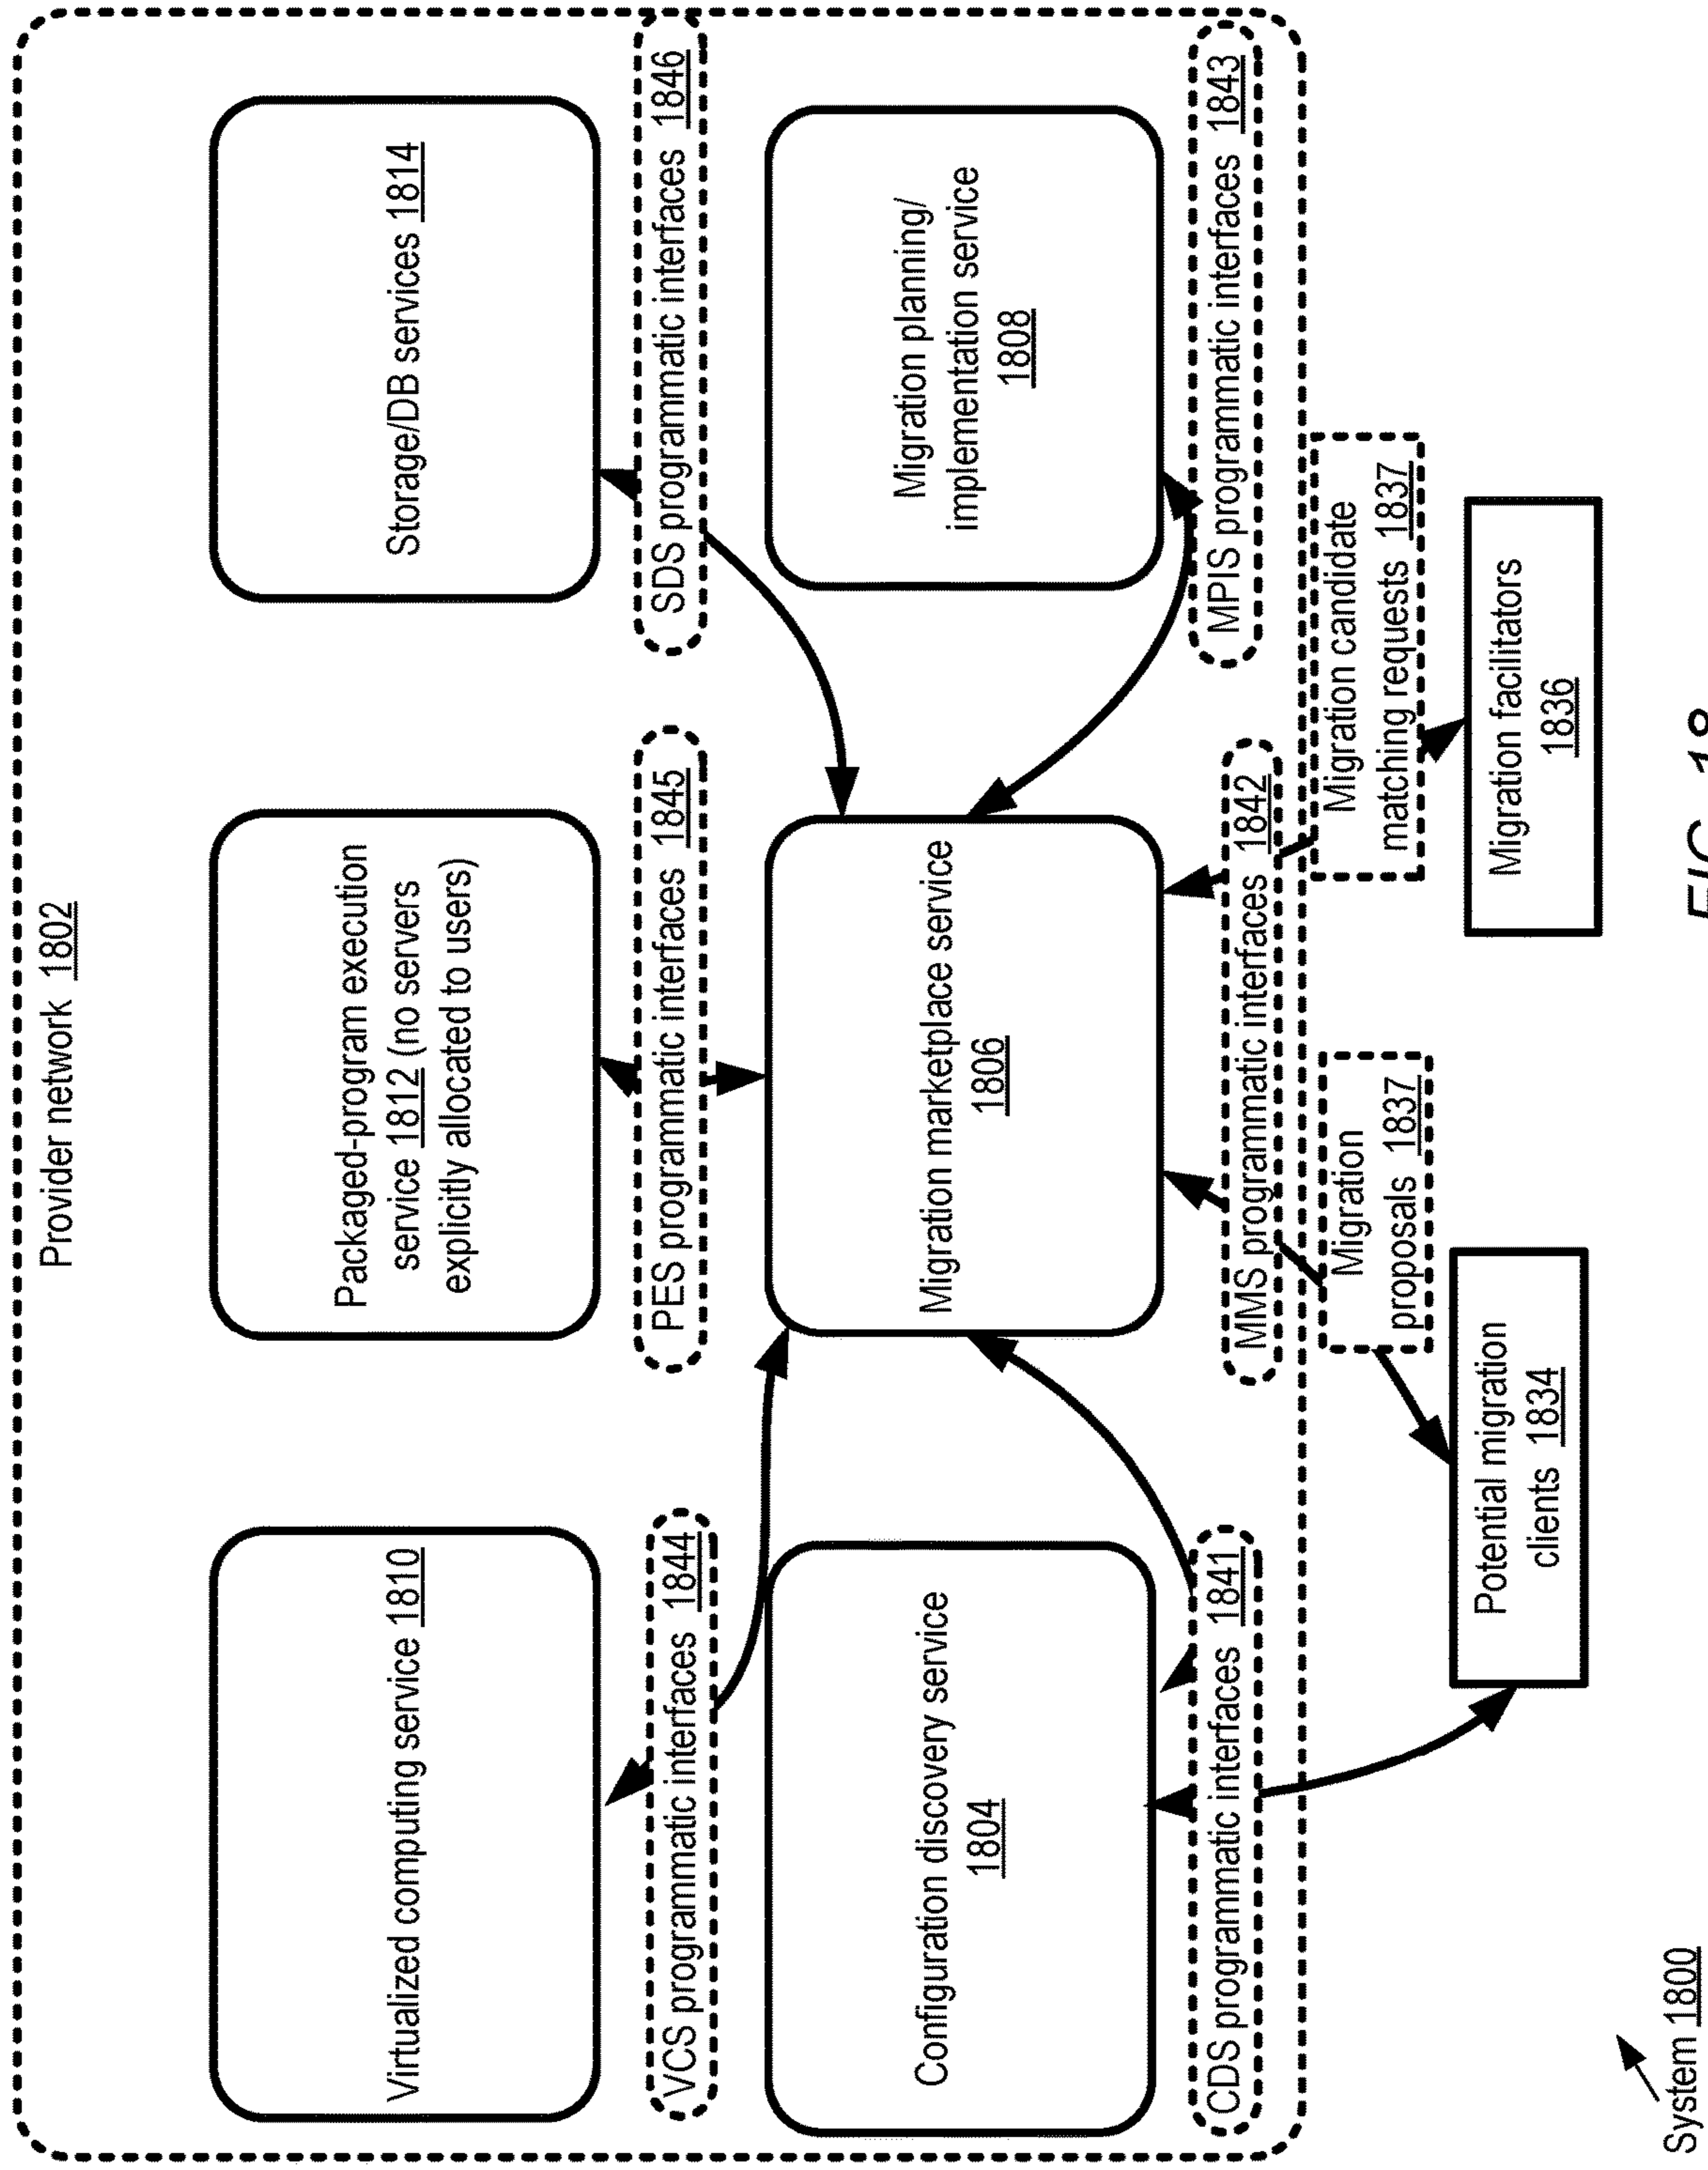 Provider network 1802
Virtualized computing service 1810
Packaged-program execution
service 1812 (no servers
explicitly allocated to users)
Storage/DB services 1814
VCS programmatic interfaces 1844
PES programmatic interfaces 1845
SDS programmatic interfaces 1846
Configuration discovery service
1804
Migration marketplace service
1806
Migration planning/
implementation service
1808
CDS programmatic interfaces 1841
MMS programmatic interfaces 1842
MPIS programmatic interfaces 1843
Migration
proposals 1837
Migration candidate
matching requests 1837
Potential migration
clients 1834
Migration facilitators
1836
System 1800
FIG. 18